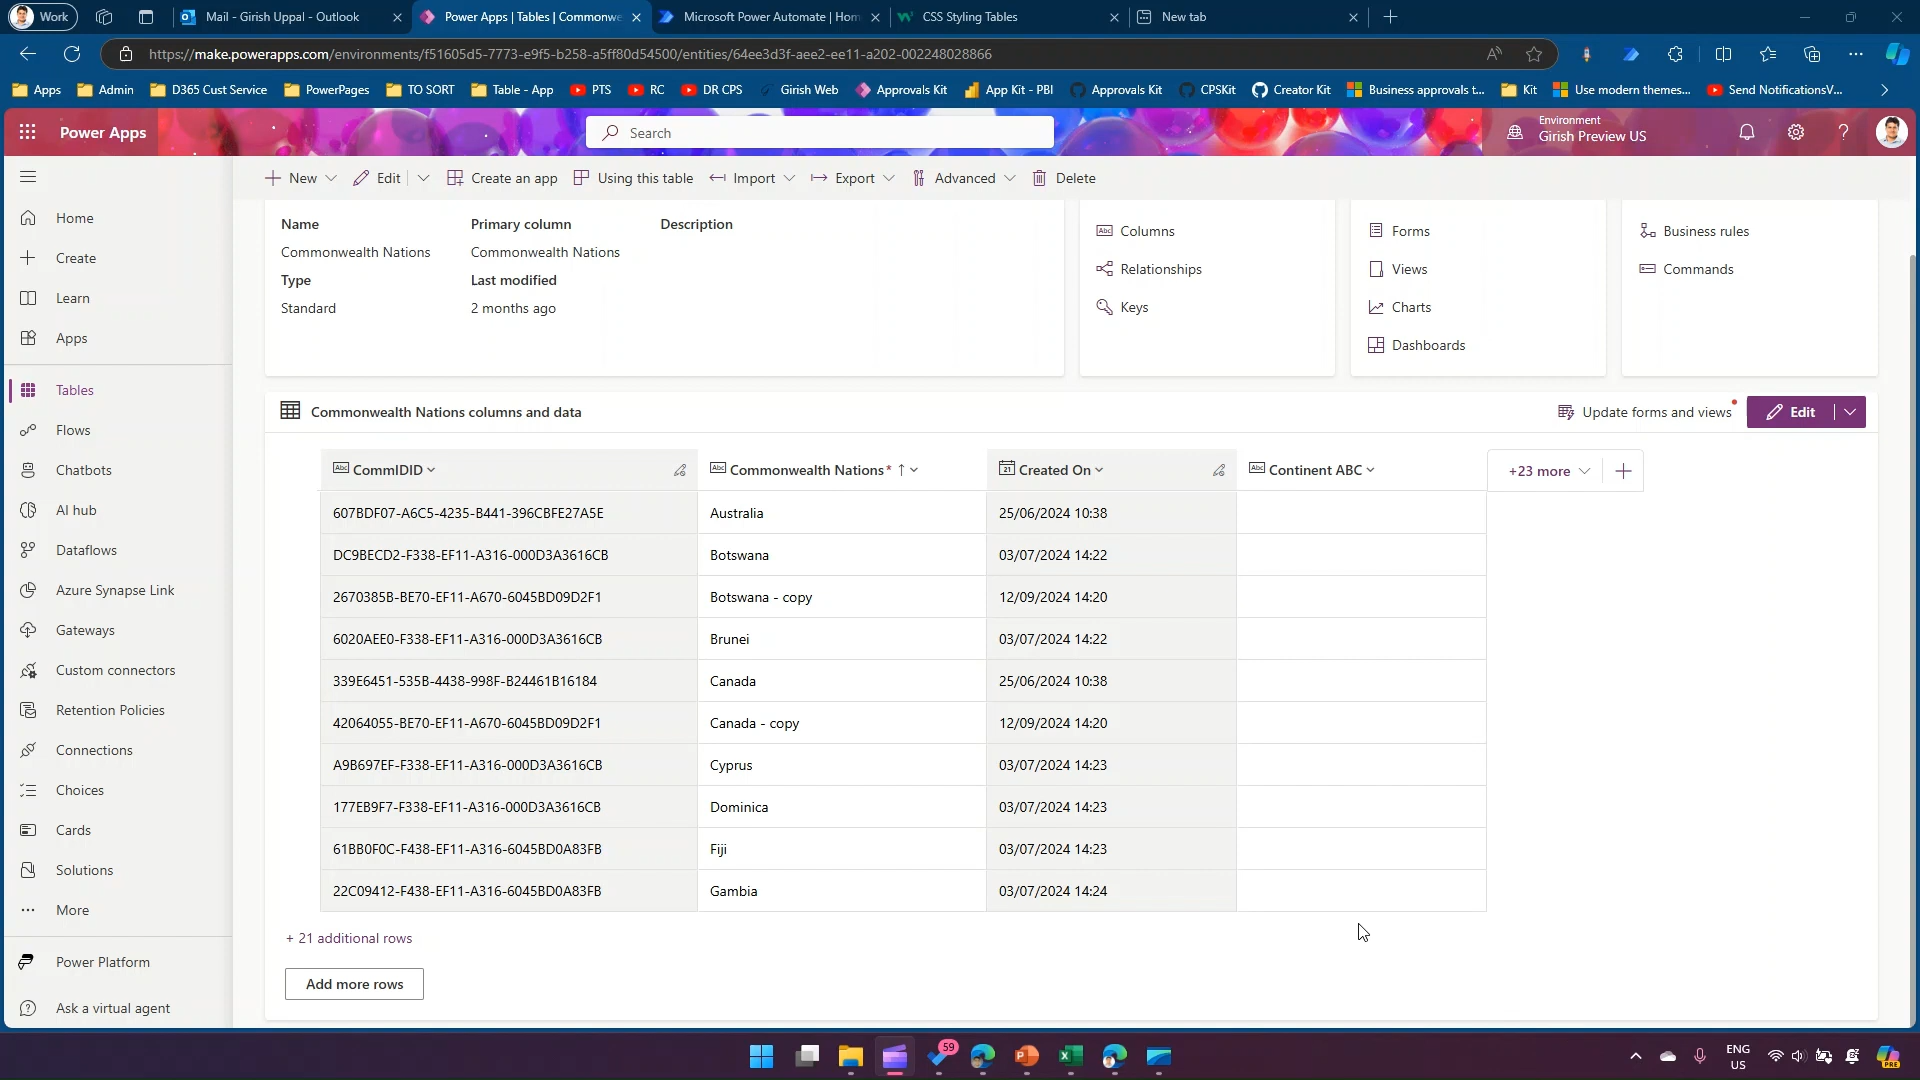 Work
Mail - Girish Uppal - Outlook
Power Apps | Tables | Commonwe
Microsoft Power Automate | Hom
CSS Styling Tables
New tab
https://make.powerapps.com/environments/f51605d5-7773-e9f5-b258-a5ff80d54500/entities/64ee3d3f-aee2-ee11-a202-002248028866
Apps
Admin
D365 Cust Service
PowerPages
TO SORT
Table - App
PTS
RC
DR CPS
Girish Web
Approvals Kit
App Kit - PBI
Approvals Kit
CPSKit
Creator Kit
Business approvals t...
Kit
Use modern themes...
Send NotificationsV...
Power Apps
Search
Environment
Girish Preview US
New
Edit
Create an app
Using this table
Import
Export
Advanced
Delete
Home
Create
Learn
Apps
Tables
Flows
Chatbots
AI hub
Dataflows
Azure Synapse Link
Gateways
Custom connectors
Retention Policies
Connections
Choices
Cards
Solutions
More
Power Platform
Ask a virtual agent
Name
Primary column
Description
Commonwealth Nations
Commonwealth Nations
Type
Last modified
Standard
2 months ago
Columns
Relationships
Keys
Forms
Views
Charts
Dashboards
Business rules
Commands
Commonwealth Nations columns and data
Update forms and views
Edit
CommIDID
Commonwealth Nations* ↑
Created On
Continent ABC
+23 more
607BDF07-A6C5-4235-B441-396CBFE27A5E Australia 25/06/2024 10:38
DC9BECD2-F338-EF11-A316-000D3A3616CB Botswana 03/07/2024 14:22
2670385B-BE70-EF11-A670-6045BD09D2F1 Botswana - copy 12/09/2024 14:20
6020AEE0-F338-EF11-A316-000D3A3616CB Brunei 03/07/2024 14:22
339E6451-535B-4438-998F-B24461B16184 Canada 25/06/2024 10:38
42064055-BE70-EF11-A670-6045BD09D2F1 Canada - copy 12/09/2024 14:20
A9B697EF-F338-EF11-A316-000D3A3616CB Cyprus 03/07/2024 14:23
177EB9F7-F338-EF11-A316-000D3A3616CB Dominica 03/07/2024 14:23
61BB0F0C-F438-EF11-A316-6045BD0A83FB Fiji 03/07/2024 14:23
22C09412-F438-EF11-A316-6045BD0A83FB Gambia 03/07/2024 14:24
+ 21 additional rows
Add more rows
59
ENG
US
PRE